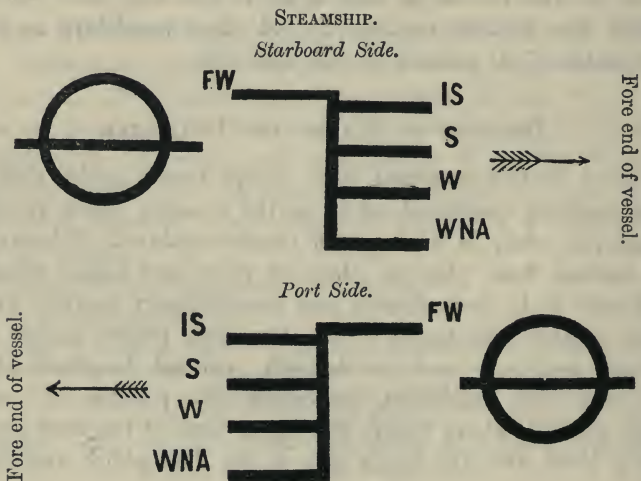 STEAMSHIP.
Starboard Side.
FW
IS
S
W
WNA
Fore end of vessel.
Port Side.
IS
S
W
WNA
FW
Fore end of vessel.